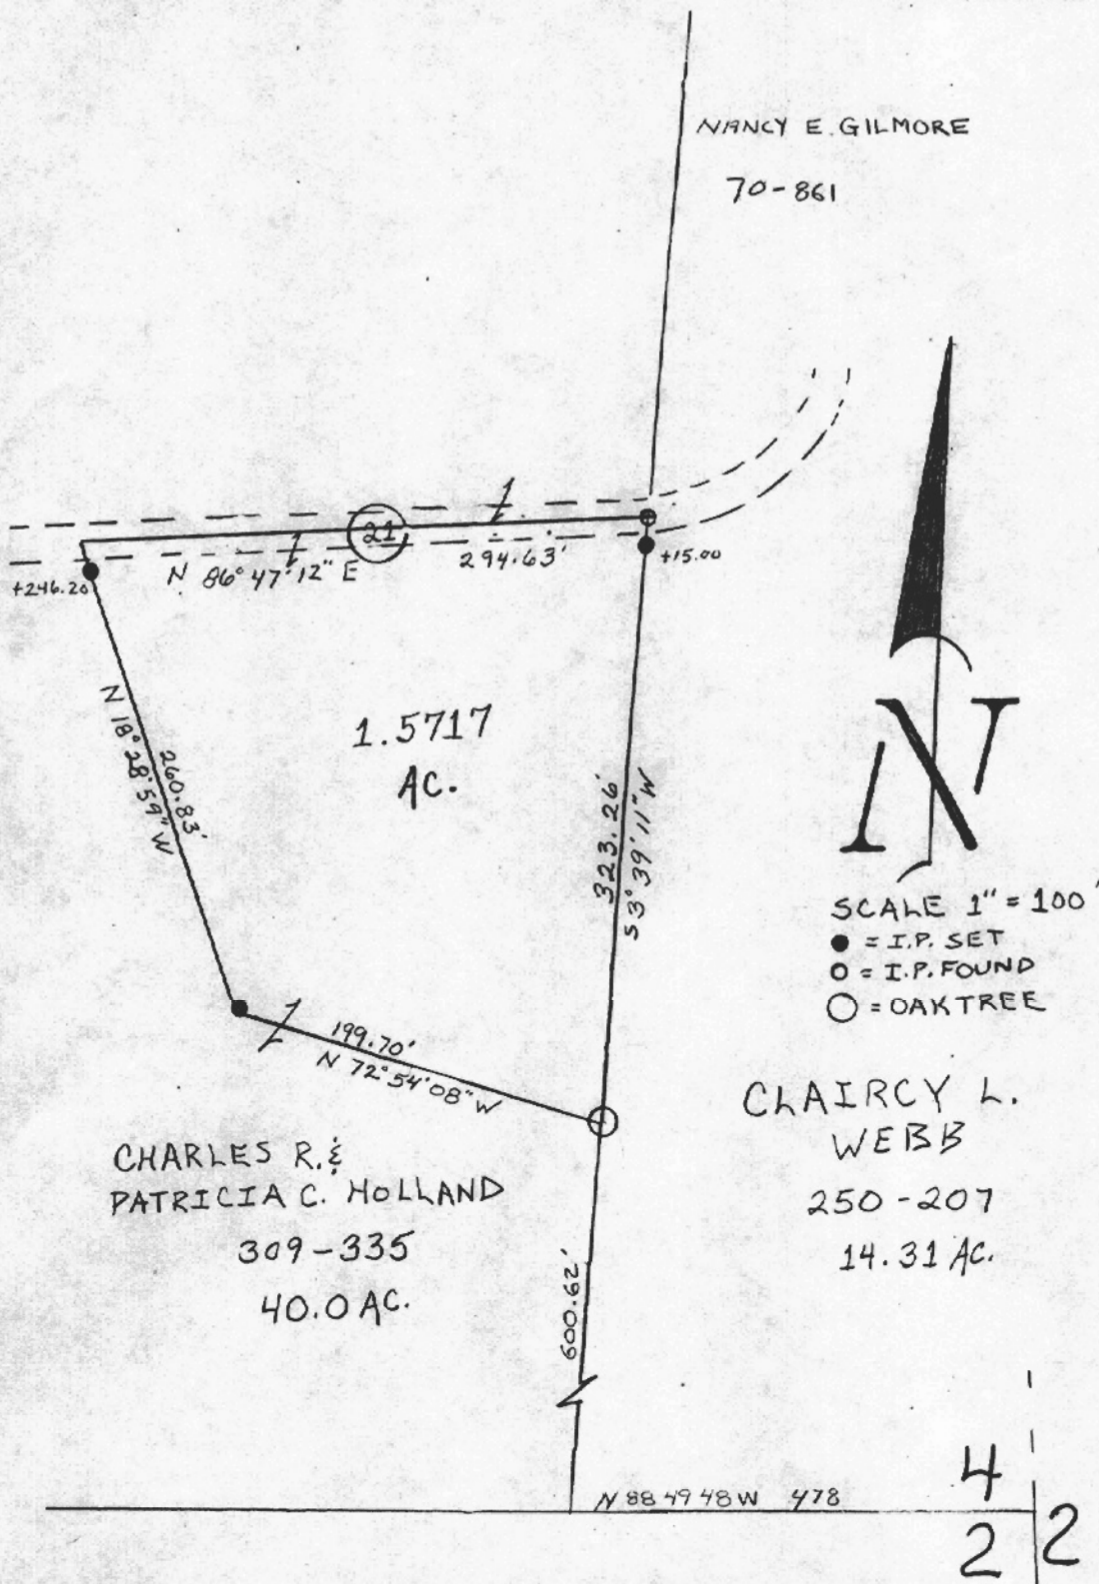 NANCY E. GILMORE
70-861
21
N 86° 47' 12" E
294.63'
+15.00
+246.20
N 18° 28' 59" W
260.83'
1.5717
AC.
323.26'
S 3° 39' 11" W
N
SCALE 1" = 100'
● = I.P. SET
o = I.P. FOUND
○ = OAK TREE
199.70'
N 72° 54' 08" W
CLAIRCY L.
WEBB
250-207
14.31 AC.
CHARLES R. &
PATRICIA C. HOLLAND
309-335
40.0 AC.
600.62'
N 88 49 48 W 478
4
2
2